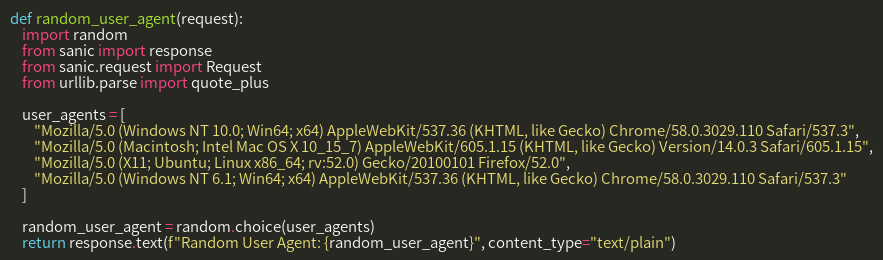 def random_user_agent(request):
    import random
    from sanic import response
    from sanic.request import Request
    from urllib.parse import quote_plus

    user_agents = [
        "Mozilla/5.0 (Windows NT 10.0; Win64; x64) AppleWebKit/537.36 (KHTML, like Gecko) Chrome/58.0.3029.110 Safari/537.3",
        "Mozilla/5.0 (Macintosh; Intel Mac OS X 10_15_7) AppleWebKit/605.1.15 (KHTML, like Gecko) Version/14.0.3 Safari/605.1.15",
        "Mozilla/5.0 (X11; Ubuntu; Linux x86_64; rv:52.0) Gecko/20100101 Firefox/52.0",
        "Mozilla/5.0 (Windows NT 6.1; Win64; x64) AppleWebKit/537.36 (KHTML, like Gecko) Chrome/58.0.3029.110 Safari/537.3"
    ]

    random_user_agent = random.choice(user_agents)
    return response.text(f"Random User Agent: {random_user_agent}", content_type="text/plain")